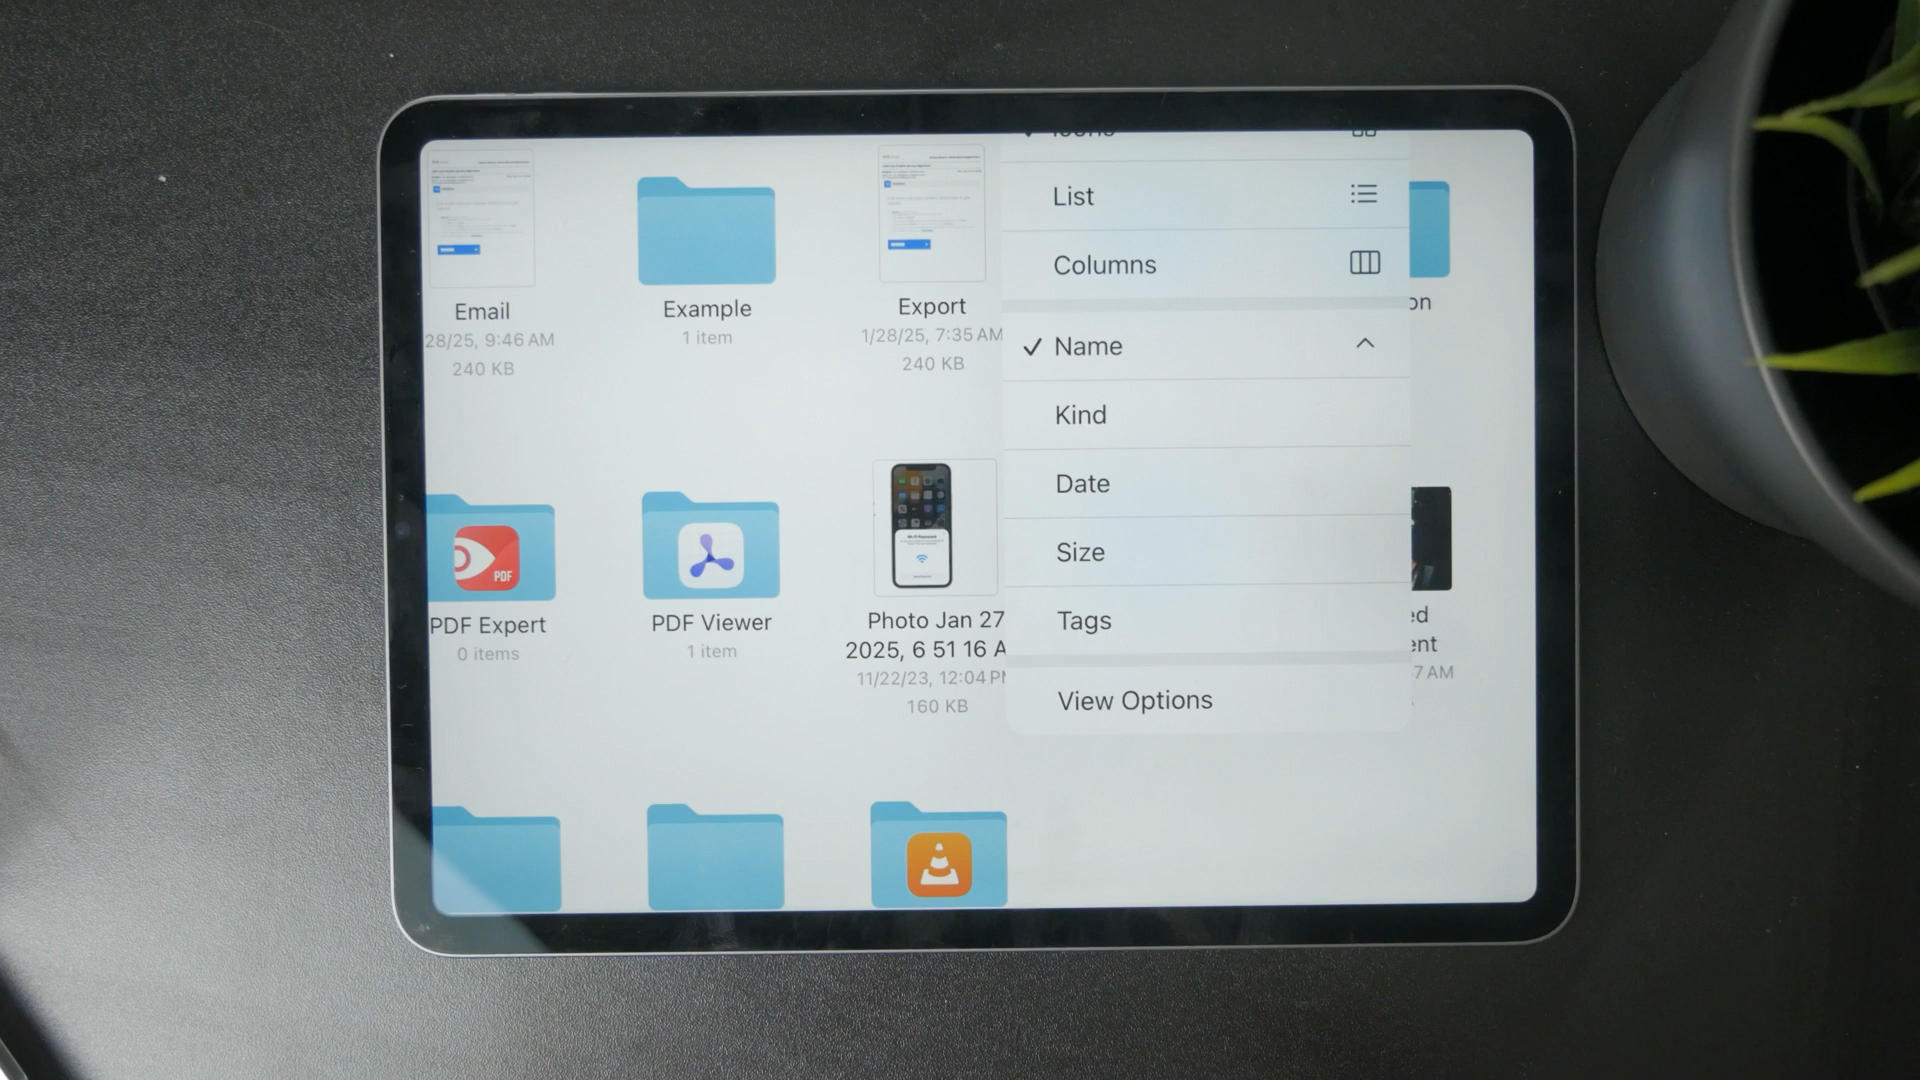 Icons
List
Columns
Name
Kind
Date
Size
Tags
View Options
Email
28/25, 9:46 AM
240 KB
Example
1 item
Export
1/28/25, 7:35 AM
240 KB
on
PDF
PDF Expert
0 items
PDF Viewer
1 item
Photo Jan 27
2025, 6 51 16 A
11/22/23, 12:04 PM
160 KB
ed
ent
7 AM